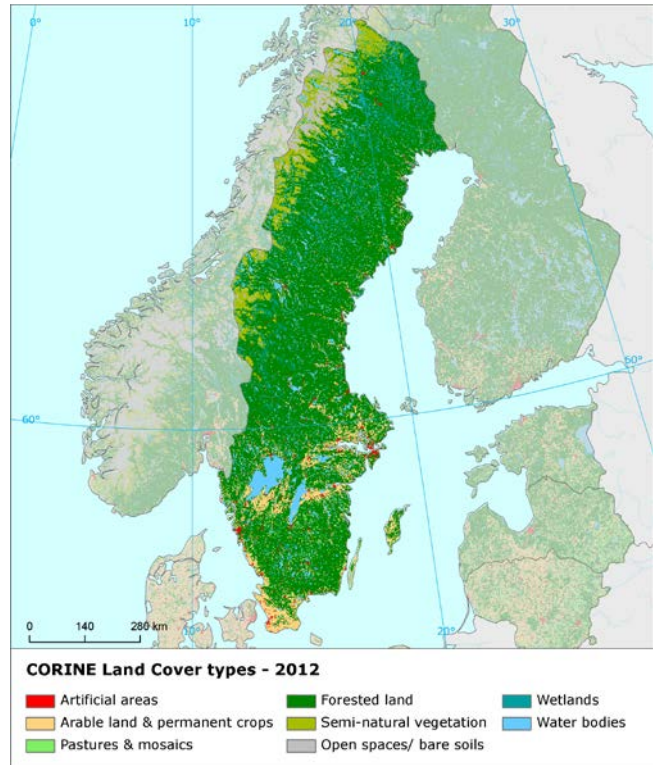 0° 10° 20° 30°
60°
50°
0 140 280 km
10° 20°
CORINE Land Cover types - 2012
Artificial areas Forested land Wetlands
Arable land & permanent crops Semi-natural vegetation Water bodies
Pastures & mosaics Open spaces/ bare soils